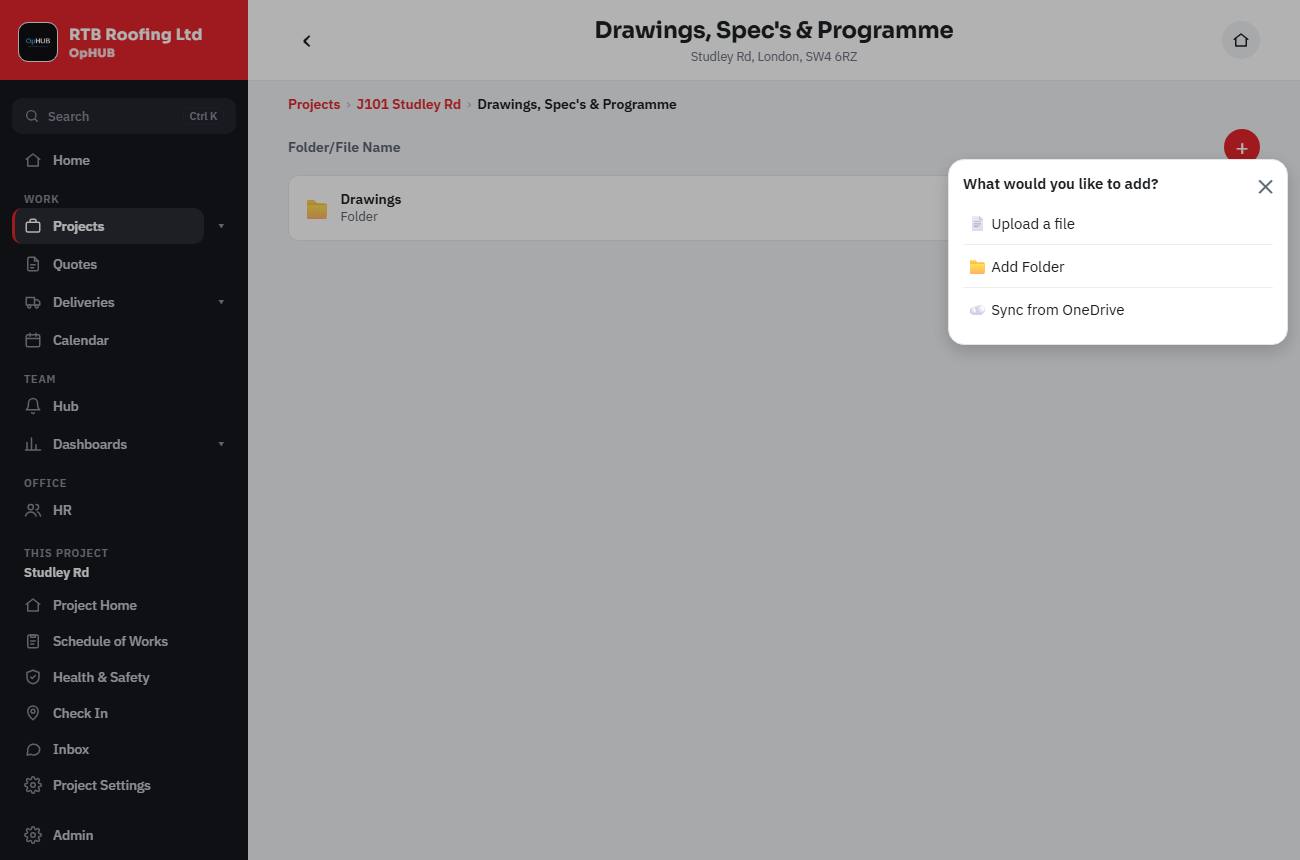 OpHUB
RTB Roofing Ltd
OpHUB
Search
Ctrl K
Home
WORK
Projects
Quotes
Deliveries
Calendar
TEAM
Hub
Dashboards
OFFICE
HR
THIS PROJECT
Studley Rd
Project Home
Schedule of Works
Health & Safety
Check In
Inbox
Project Settings
Admin
Drawings, Spec's & Programme
Studley Rd, London, SW4 6RZ
Projects › J101 Studley Rd › Drawings, Spec's & Programme
Folder/File Name
+
Drawings
Folder
What would you like to add?
Upload a file
Add Folder
Sync from OneDrive